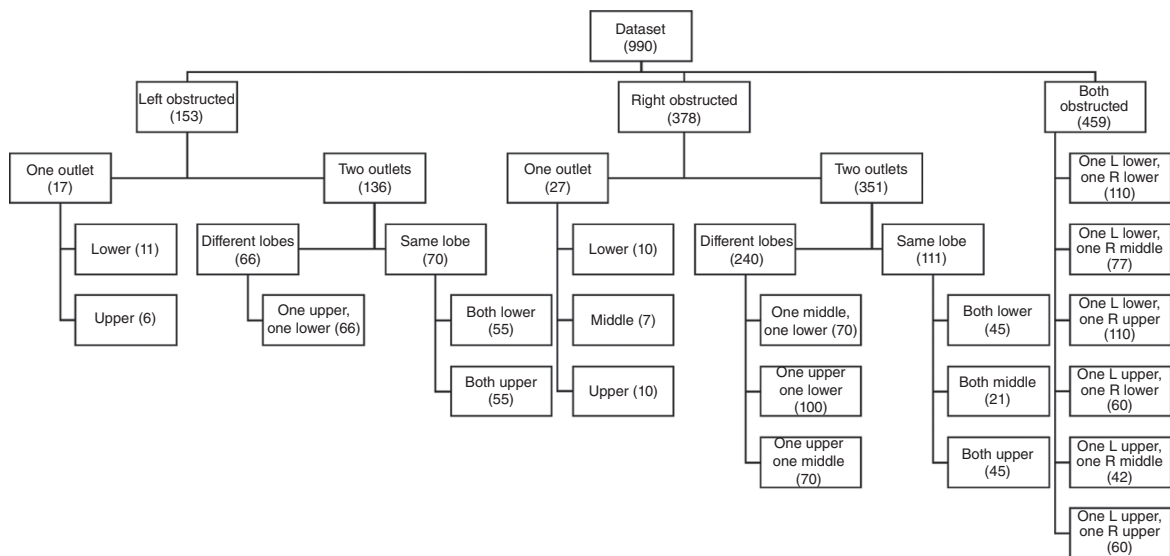 Dataset
(990)
Left obstructed
(153)
Right obstructed
(378)
Both
obstructed
(459)
One outlet
(17)
Two outlets
(136)
One outlet
(27)
Two outlets
(351)
One L lower,
one R lower
(110)
Lower (11)
Different lobes
(66)
Same lobe
(70)
Lower (10)
Different lobes
(240)
Same lobe
(111)
One L lower,
one R middle
(77)
Upper (6)
One upper,
one lower (66)
Both lower
(55)
Middle (7)
One middle,
one lower (70)
Both lower
(45)
One L lower,
one R upper
(110)
Both upper
(55)
Upper (10)
One upper
one lower
(100)
Both middle
(21)
One L upper,
one R lower
(60)
One upper
one middle
(70)
Both upper
(45)
One L upper,
one R middle
(42)
One L upper,
one R upper
(60)